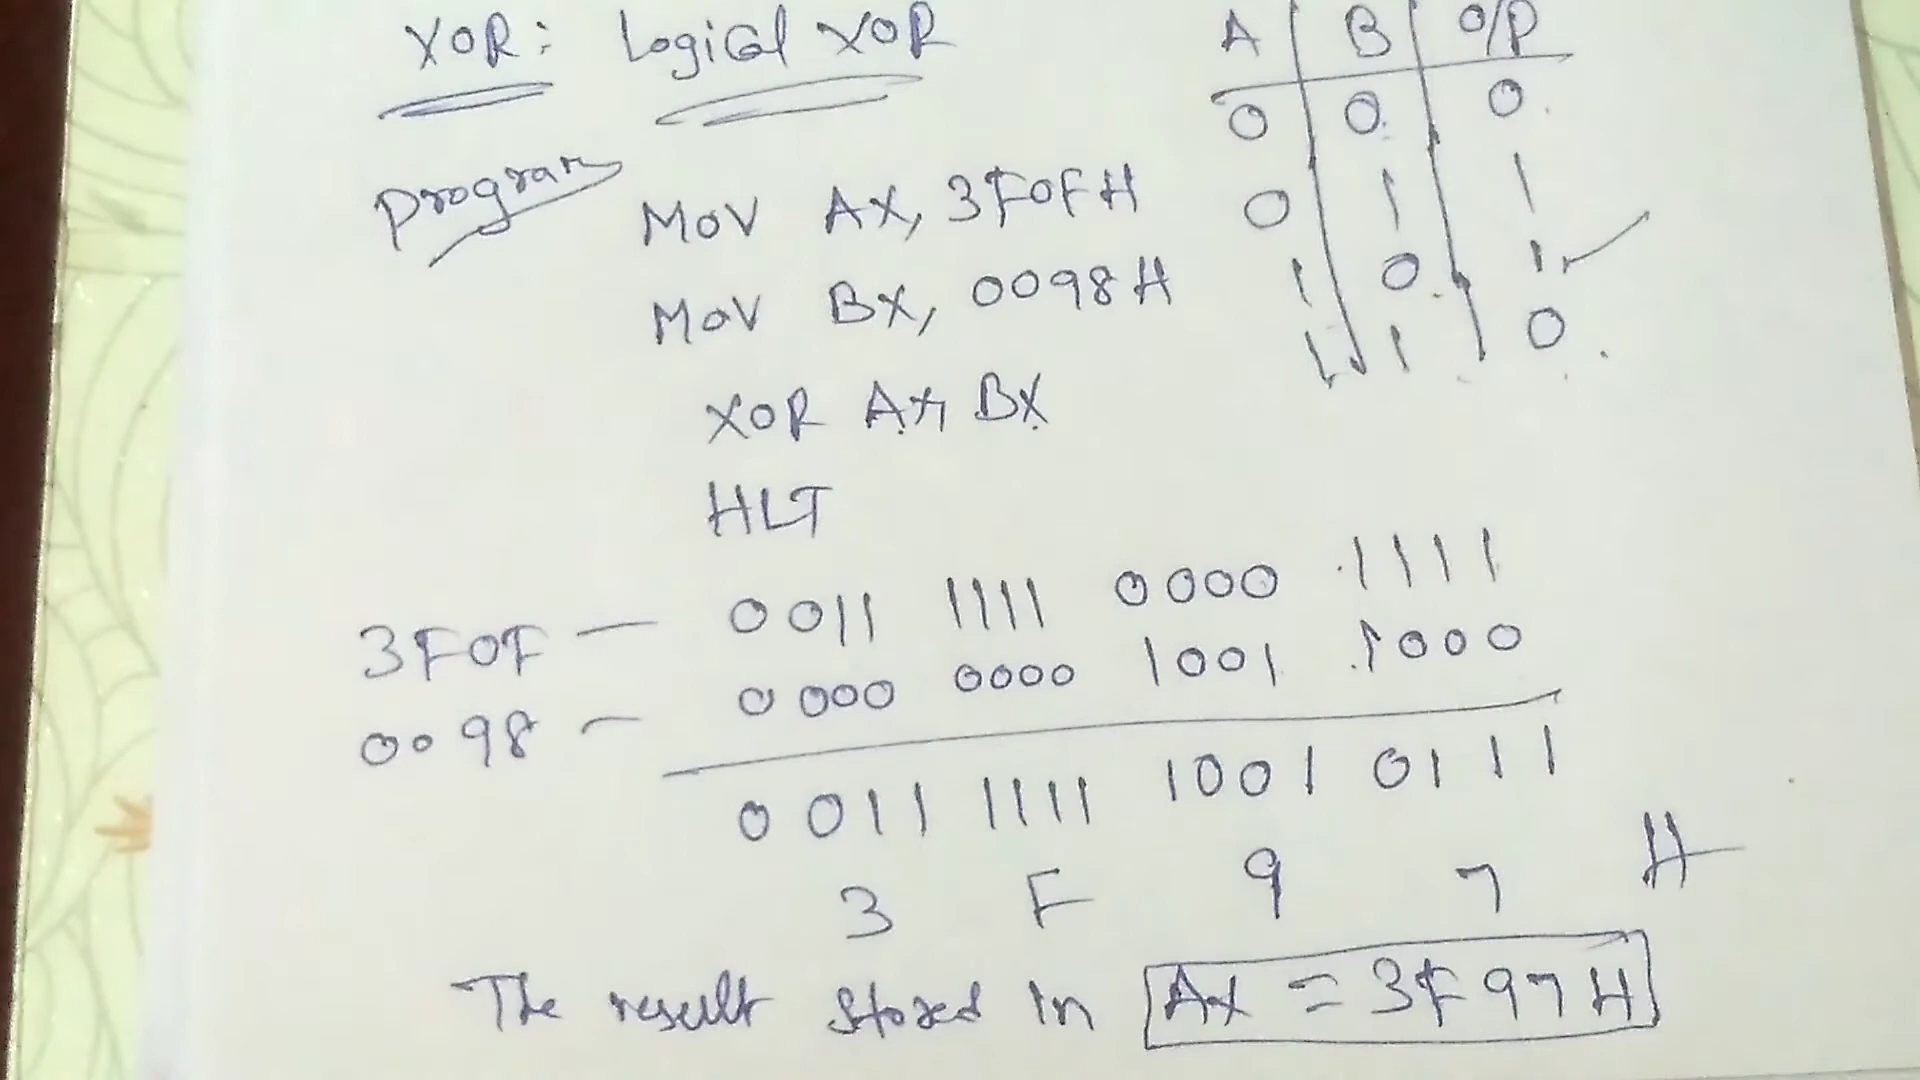 XOR: Logical XOR
A B O/P
0 0 0
0 1 1
1 0 1
1 1 0
Program
MOV AX, 3F0FH
MOV BX, 0098H
XOR AX, BX
HLT
3F0F - 0011 1111 0000 1111
0098 - 0000 0000 1001 1000
0011 1111 1001 0111
3 F 9 7 H
The result stored in AX = 3F97H